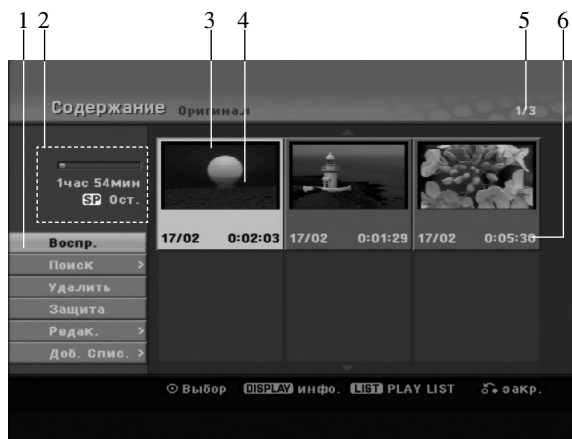 1 2 3 4 5 6
Содержание Оригинал 1/3
1час 54мин
SP Ост.
Воспр.
Поиск >
Удалить
Защита
Редак. >
Доб. Спис. >
17/02 0:02:03
17/02 0:01:29
17/02 0:05:30
Выбор DISPLAY инфо. LIST PLAY LIST закр.